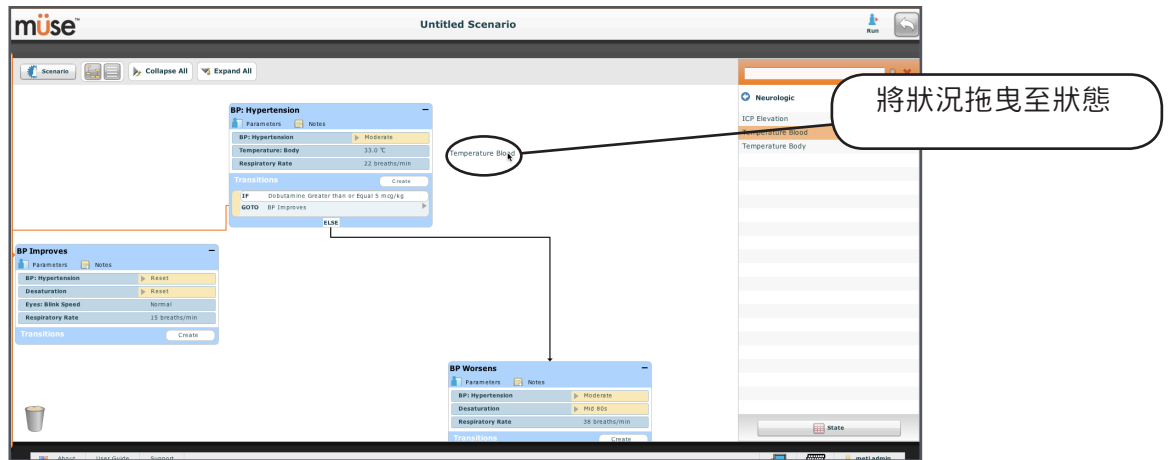 müse™
Untitled Scenario
Run
Scenario
Collapse All
Expand All
BP: Hypertension
Parameters Notes
BP: Hypertension Moderate
Temperature: Body 33.0 °C
Respiratory Rate 22 breaths/min
Transitions Create
IF Dobutamine Greater than or Equal 5 mcg/kg
GOTO BP Improves
ELSE
BP Improves
Parameters Notes
BP: Hypertension Reset
Desaturation Reset
Eyes: Blink Speed Normal
Respiratory Rate 15 breaths/min
Transitions Create
Temperature Blood
BP Worsens
Parameters Notes
BP: Hypertension Moderate
Desaturation Mid 80s
Respiratory Rate 38 breaths/min
Transitions Create
Neurologic
ICP Elevation
Temperature Blood
Temperature Body
State
將狀況拖曳至狀態
About User Guide Support
meti admin